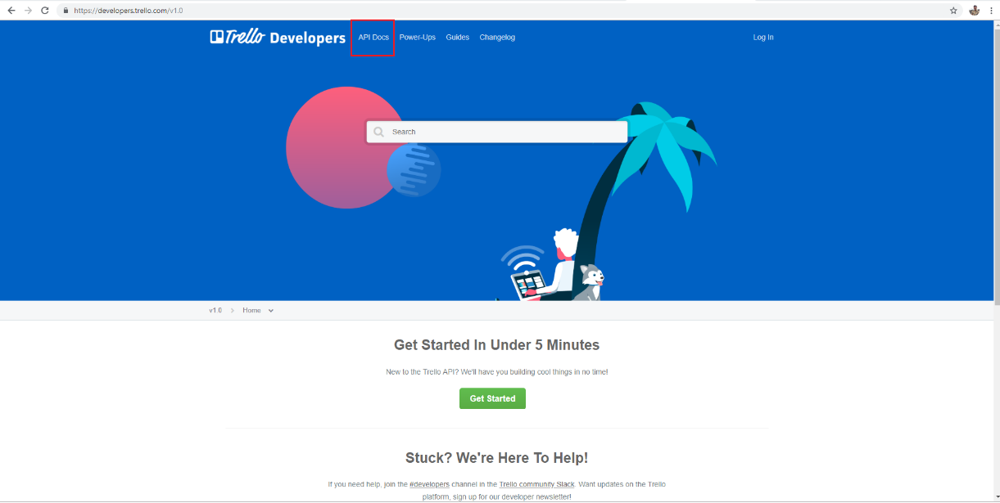 https://developers.trello.com/v1.0
Trello Developers API Docs Power-Ups Guides Changelog Log In
Search
v1.0 Home
Get Started In Under 5 Minutes
New to the Trello API? We'll have you building cool things in no time!
Get Started
Stuck? We're Here To Help!
If you need help, join the #developers channel in the Trello community Slack. Want updates on the Trello
platform, sign up for our developer newsletter!